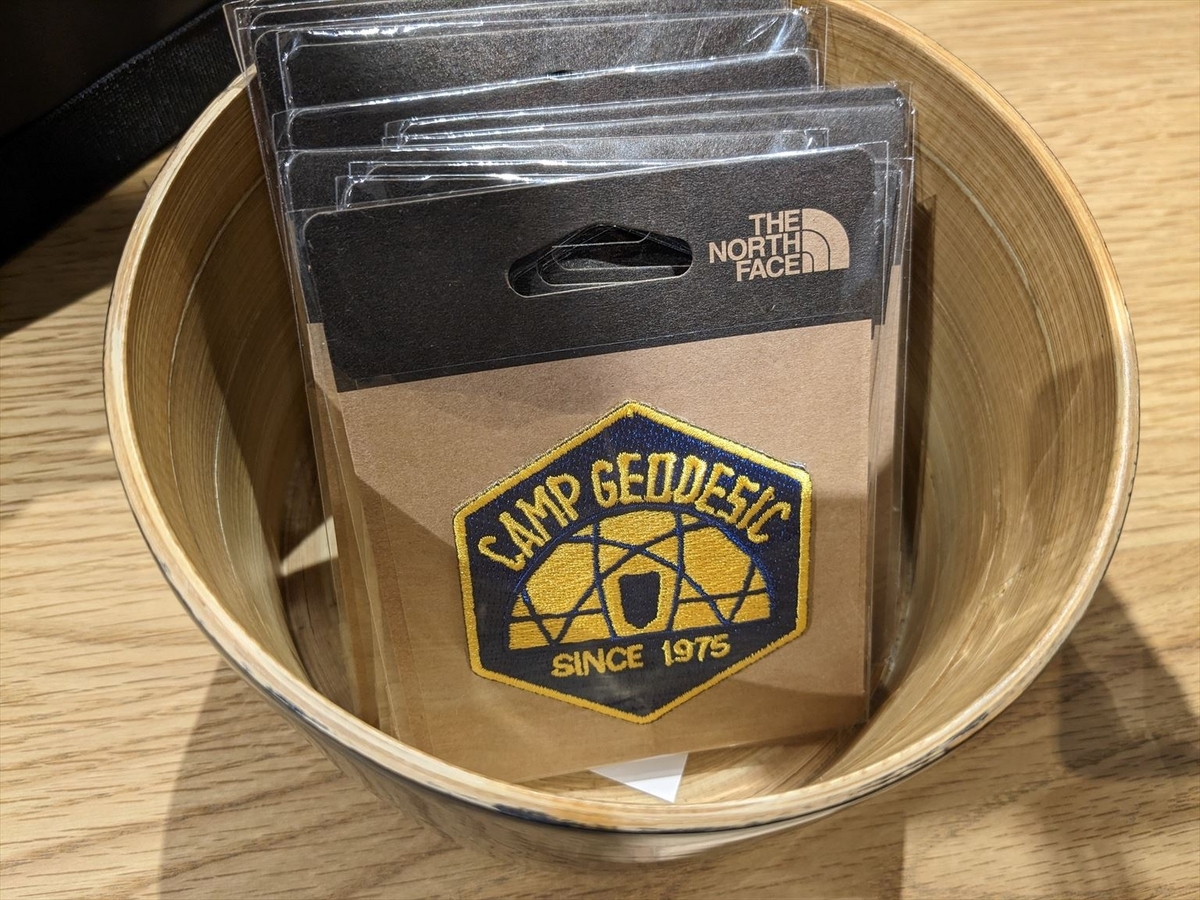 THE
NORTH
FACE
CAMP GEODESIC
SINCE 1975